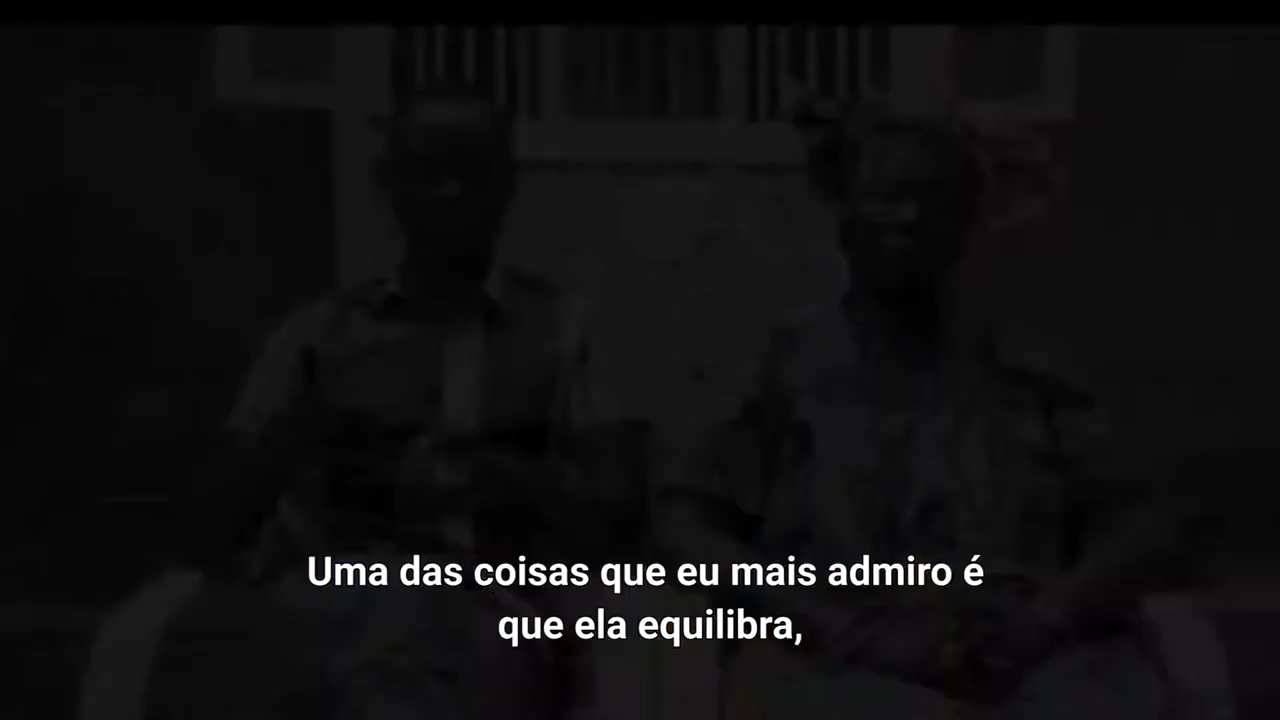 Uma das coisas que eu mais admiro é
que ela equilibra,